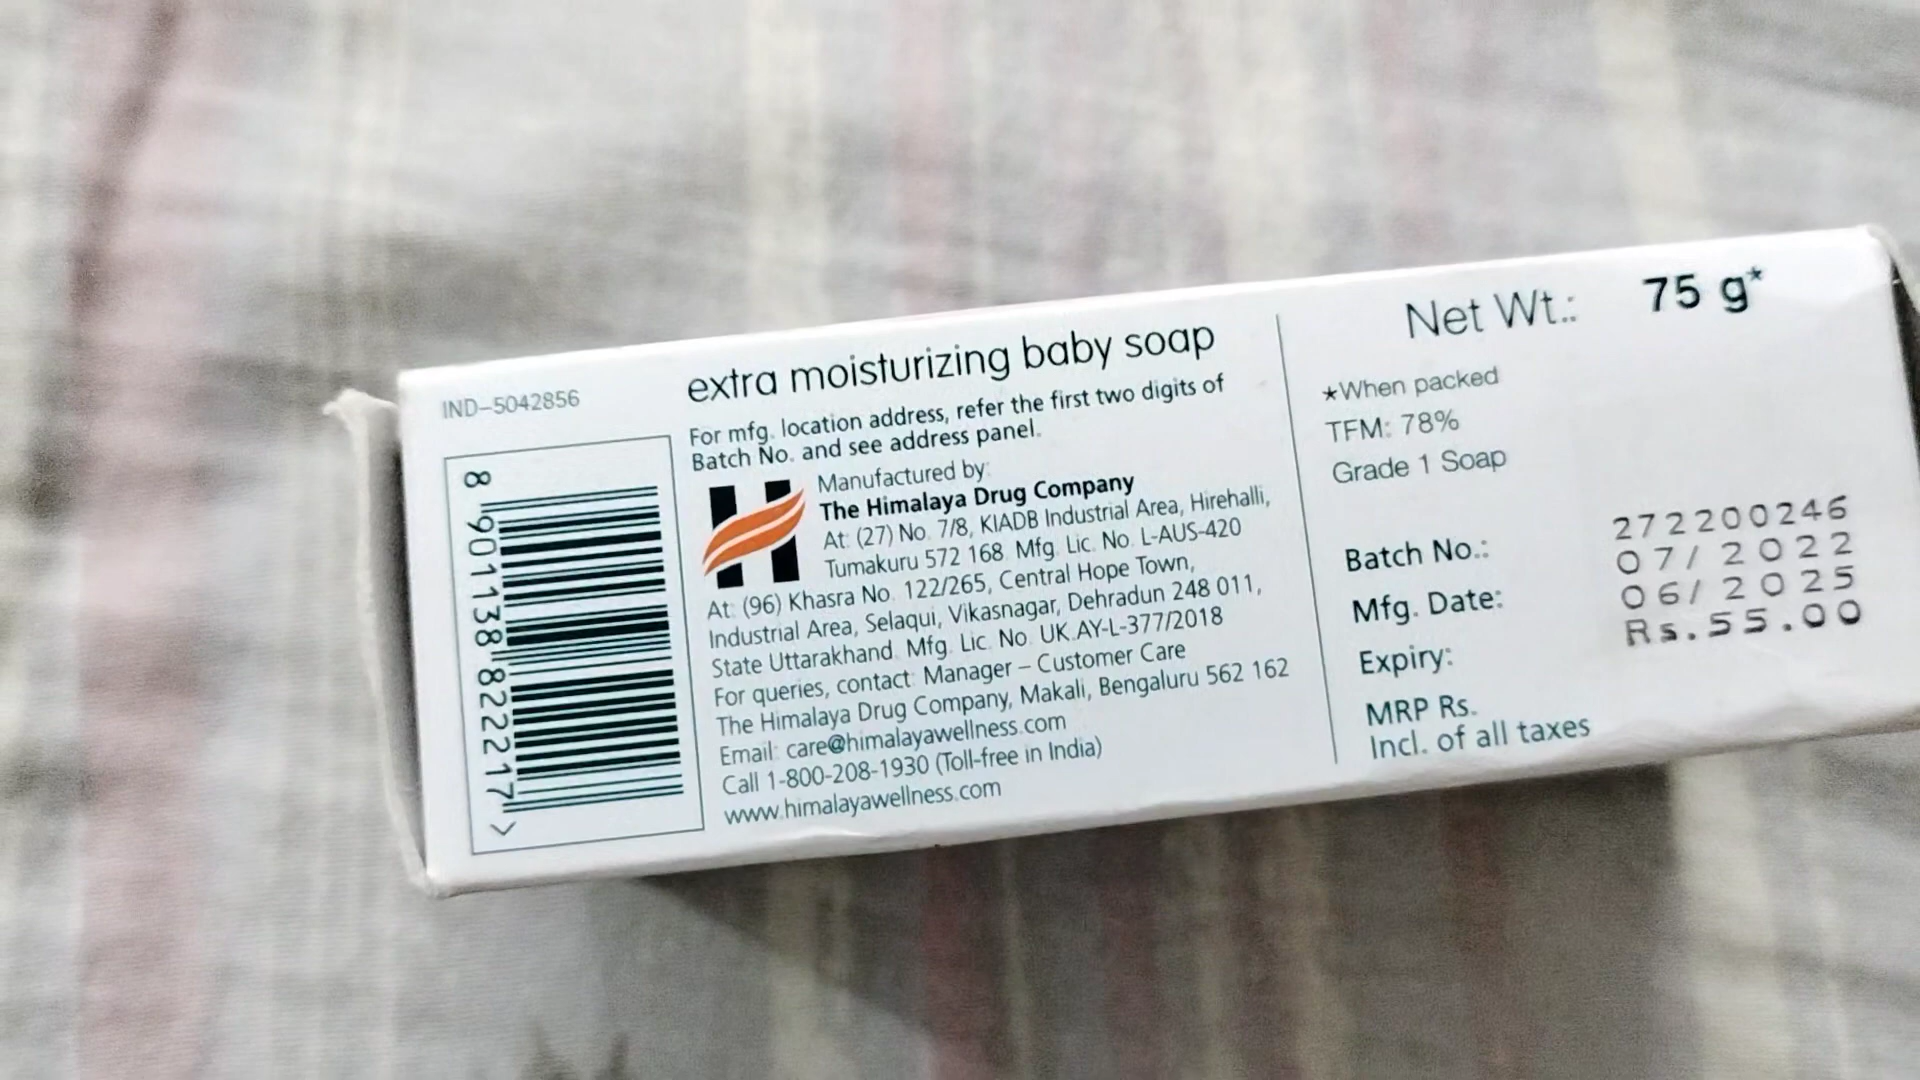 IND-5042856
8 901138 822217 >
extra moisturizing baby soap
For mfg. location address, refer the first two digits of
Batch No. and see address panel.
Manufactured by:
The Himalaya Drug Company
At: (27) No. 7/8, KIADB Industrial Area, Hirehalli,
Tumakuru 572 168. Mfg. Lic. No. L-AUS-420
At: (96) Khasra No. 122/265, Central Hope Town,
Industrial Area, Selaqui, Vikasnagar, Dehradun 248 011,
State Uttarakhand. Mfg. Lic. No. UK.AY-L-377/2018
For queries, contact: Manager – Customer Care
The Himalaya Drug Company, Makali, Bengaluru 562 162
Email: care@himalayawellness.com
Call 1-800-208-1930 (Toll-free in India)
www.himalayawellness.com
Net Wt.: 75 g*
*When packed
TFM: 78%
Grade 1 Soap
Batch No.: 272200246
Mfg. Date: 07/2022
Expiry: 06/2025
MRP Rs. Rs.55.00
Incl. of all taxes